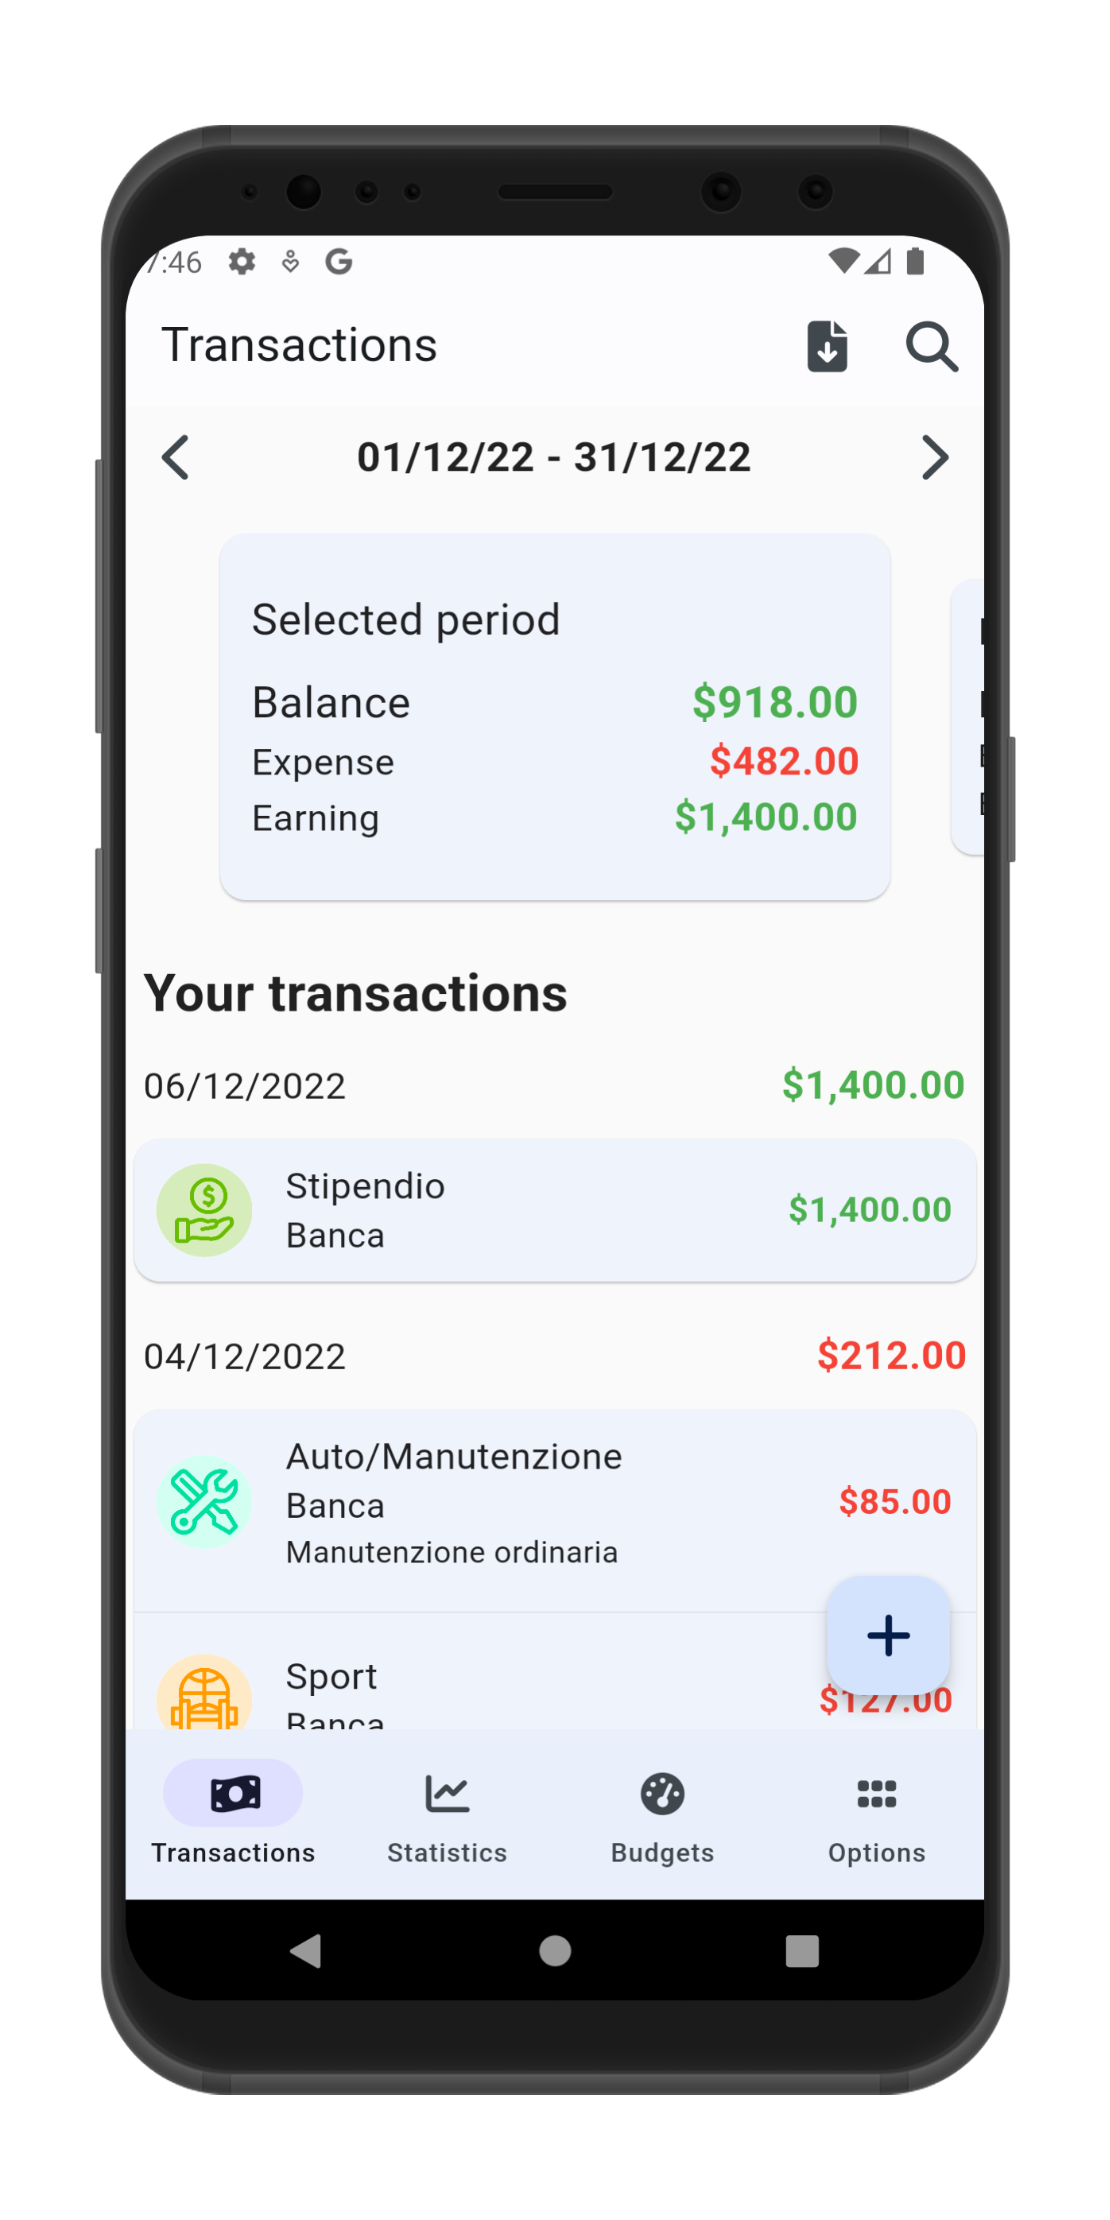 7:46
Transactions
01/12/22 - 31/12/22
Selected period
Balance $918.00
Expense $482.00
Earning $1,400.00
Your transactions
06/12/2022 $1,400.00
Stipendio
Banca
$1,400.00
04/12/2022 $212.00
Auto/Manutenzione
Banca
$85.00
Manutenzione ordinaria
Sport
Banca
$127.00
Transactions Statistics Budgets Options